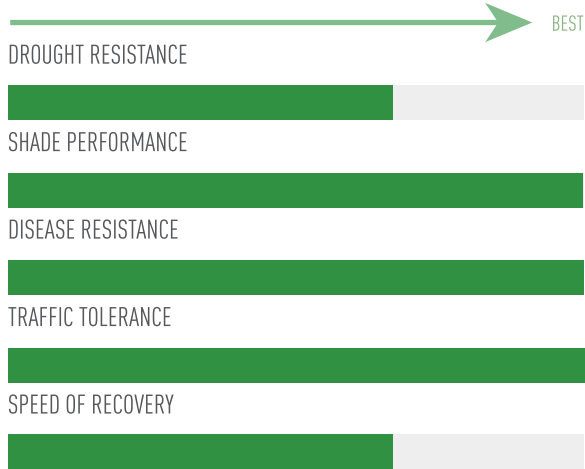 BEST
DROUGHT RESISTANCE
SHADE PERFORMANCE
DISEASE RESISTANCE
TRAFFIC TOLERANCE
SPEED OF RECOVERY